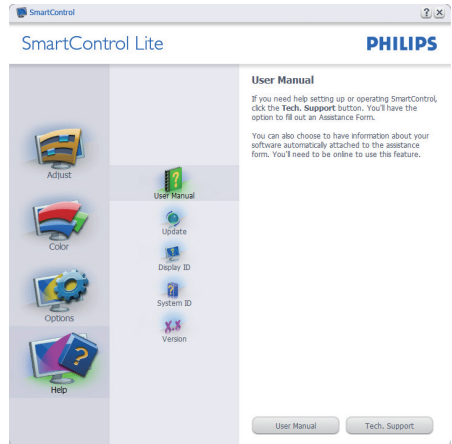 SmartControl
SmartControl Lite
PHILIPS
Adjust
Color
Options
Help
User Manual
Update
Display ID
System ID
Version
User Manual
If you need help setting up or operating SmartControl,
click the Tech. Support button. You'll have the
option to fill out an Assistance Form.
You can also choose to have information about your
software automatically attached to the assistance
form. You'll need to be online to use this feature.
User Manual
Tech. Support